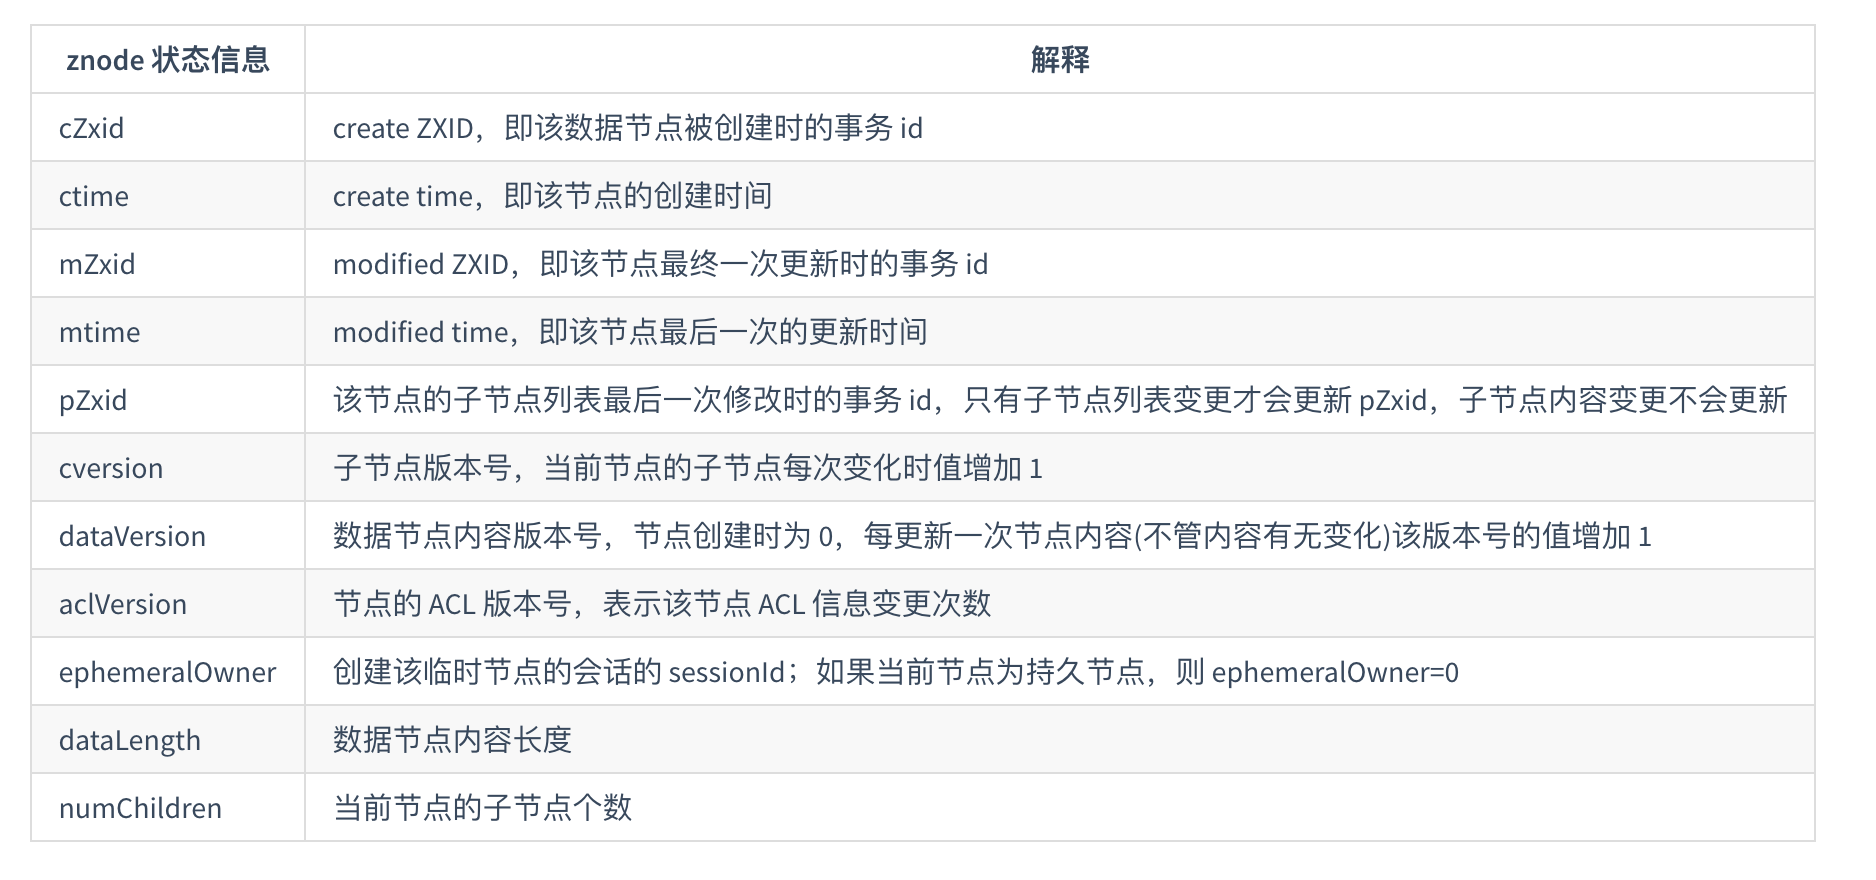 znode 状态信息 解释
cZxid create ZXID，即该数据节点被创建时的事务 id
ctime create time，即该节点的创建时间
mZxid modified ZXID，即该节点最终一次更新时的事务 id
mtime modified time，即该节点最后一次的更新时间
pZxid 该节点的子节点列表最后一次修改时的事务 id，只有子节点列表变更才会更新 pZxid，子节点内容变更不会更新
cversion 子节点版本号，当前节点的子节点每次变化时值增加 1
dataVersion 数据节点内容版本号，节点创建时为 0，每更新一次节点内容(不管内容有无变化)该版本号的值增加 1
aclVersion 节点的 ACL 版本号，表示该节点 ACL 信息变更次数
ephemeralOwner 创建该临时节点的会话的 sessionId；如果当前节点为持久节点，则 ephemeralOwner=0
dataLength 数据节点内容长度
numChildren 当前节点的子节点个数